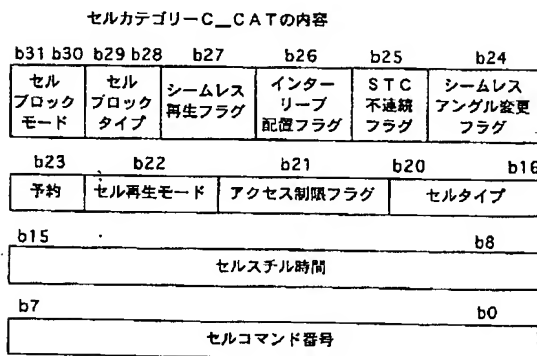 セルカテゴリーC_CATの内容
b31 b30 b29 b28 b27 b26 b25 b24
セル ブロック モード
セル ブロック タイプ
シームレス 再生フラグ
インター リーブ 配置フラグ
STC 不連続 フラグ
シームレス アングル変更 フラグ
b23 b22 b21 b20 b16
予約 セル再生モード アクセス制限フラグ セルタイプ
b15 b8
セルスチル時間
b7 b0
セルコマンド番号